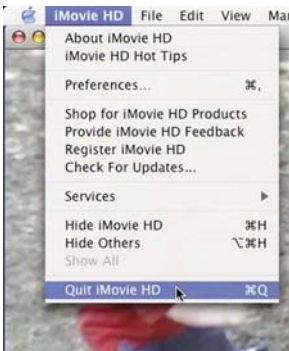 iMovie HD File Edit View
About iMovie HD
iMovie HD Hot Tips
Preferences... ⌘,
Shop for iMovie HD Products
Provide iMovie HD Feedback
Register iMovie HD
Check For Updates...
Services ▶
Hide iMovie HD ⌘H
Hide Others ⌥⌘H
Show All
Quit iMovie HD ⌘Q